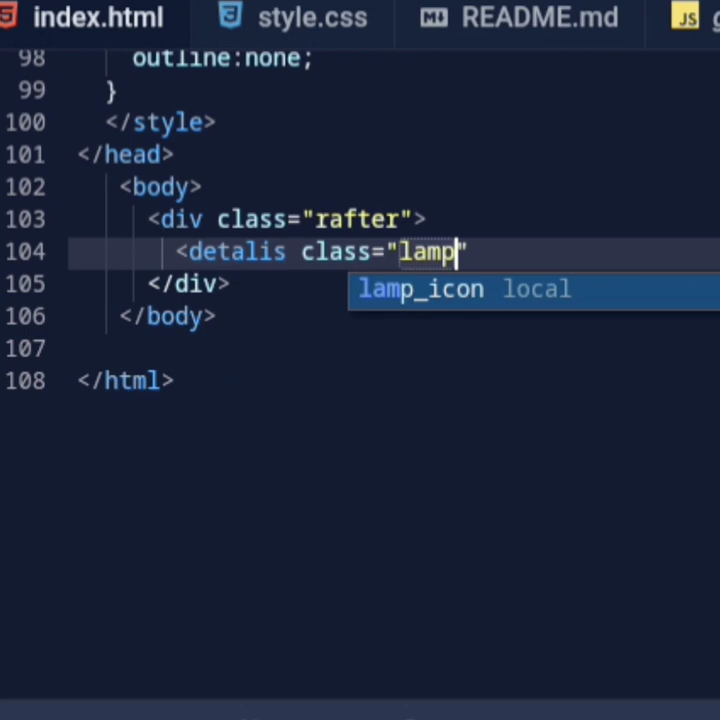 index.html style.css README.md JS
98 outline:none;
99 }
100 </style>
101 </head>
102 <body>
103 <div class="rafter">
104 <detalis class="lamp"
lamp_icon local
105 </div>
106 </body>
107
108 </html>